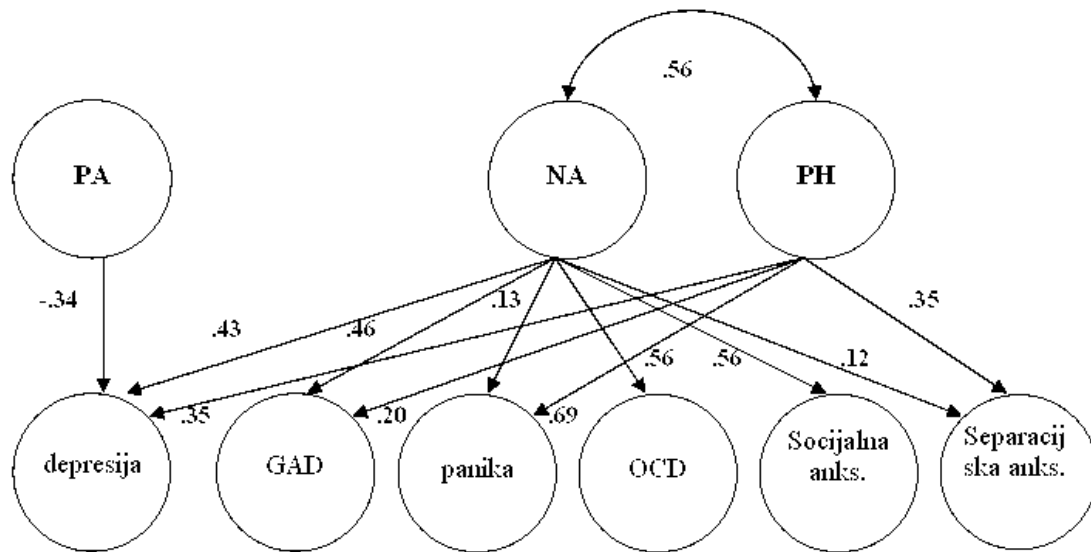 .56
PA
NA
PH
-.34
.43
.46
.13
.35
.56
.56
.12
.35
.20
.69
depresija
GAD
panika
OCD
Socijalna
anks.
Separacij
ska anks.